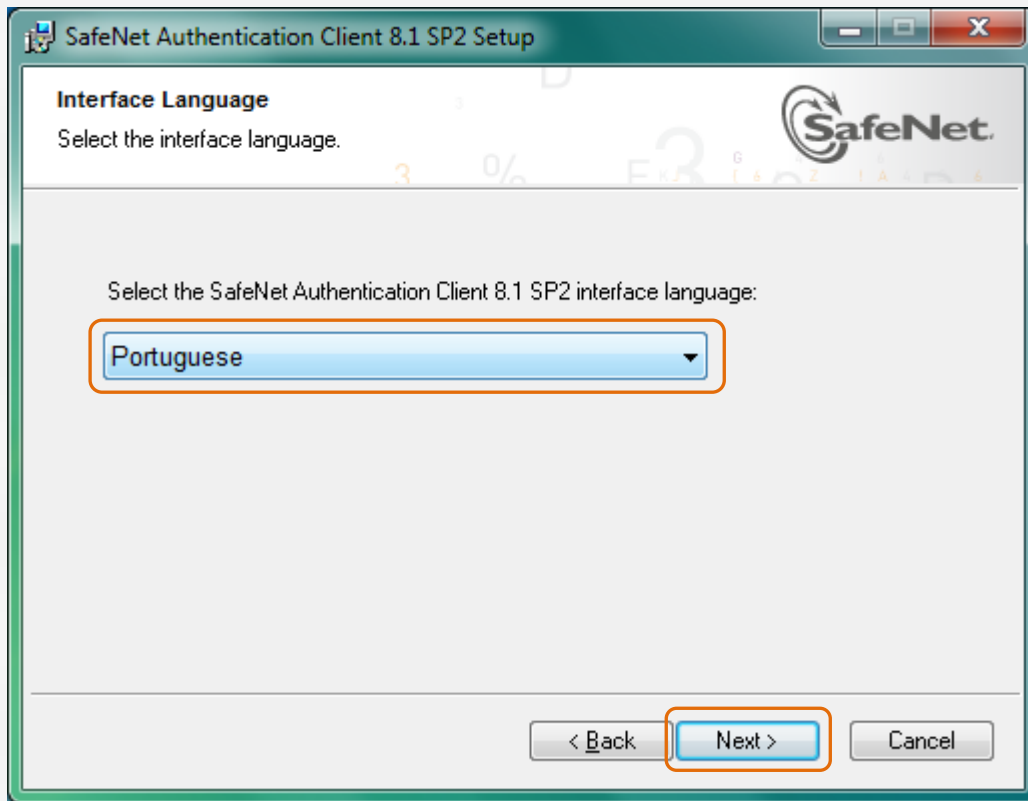 SafeNet Authentication Client 8.1 SP2 Setup
Interface Language
Select the interface language.
SafeNet.
Select the SafeNet Authentication Client 8.1 SP2 interface language:
Portuguese
< Back
Next >
Cancel